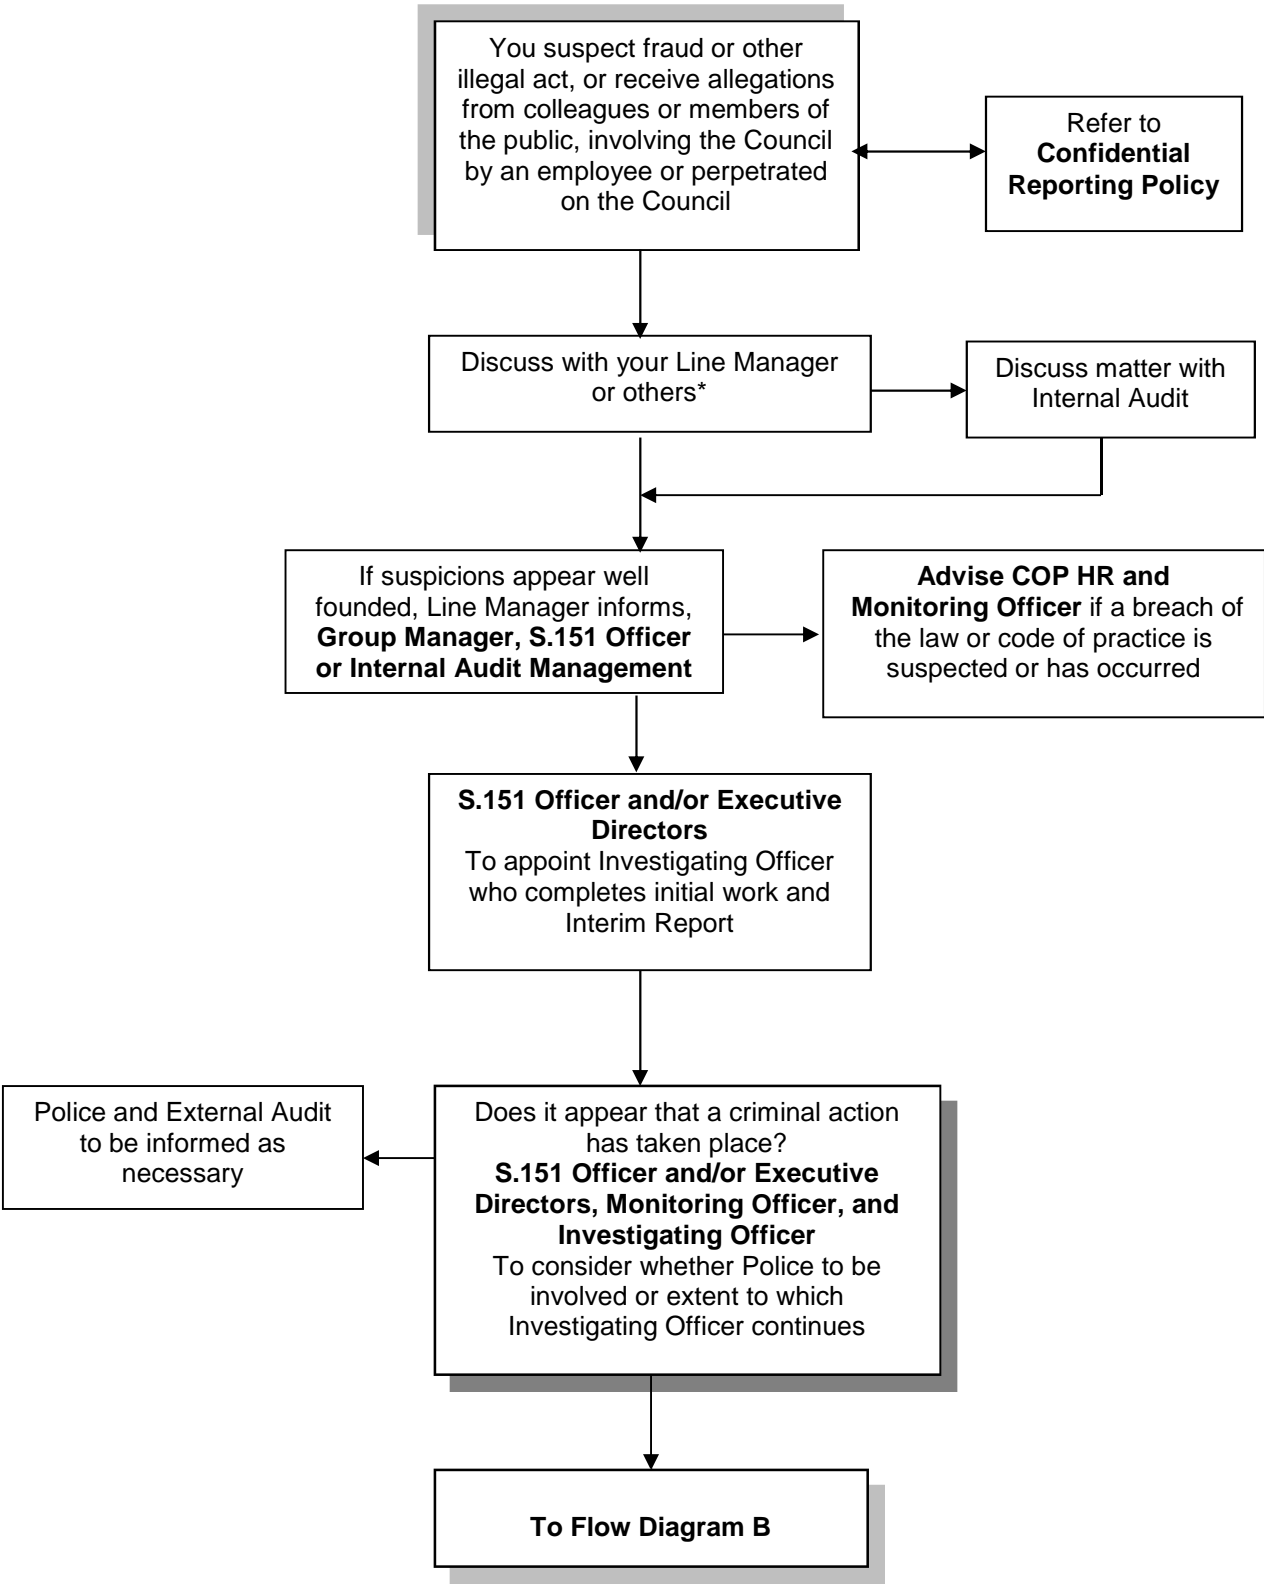 You suspect fraud or other
illegal act, or receive allegations
from colleagues or members of
the public, involving the Council
by an employee or perpetrated
on the Council
Refer to
Confidential
Reporting Policy
Discuss with your Line Manager
or others*
Discuss matter with
Internal Audit
If suspicions appear well
founded, Line Manager informs,
Group Manager, S.151 Officer
or Internal Audit Management
Advise COP HR and
Monitoring Officer if a breach of
the law or code of practice is
suspected or has occurred
S.151 Officer and/or Executive
Directors
To appoint Investigating Officer
who completes initial work and
Interim Report
Police and External Audit
to be informed as
necessary
Does it appear that a criminal action
has taken place?
S.151 Officer and/or Executive
Directors, Monitoring Officer, and
Investigating Officer
To consider whether Police to be
involved or extent to which
Investigating Officer continues
To Flow Diagram B